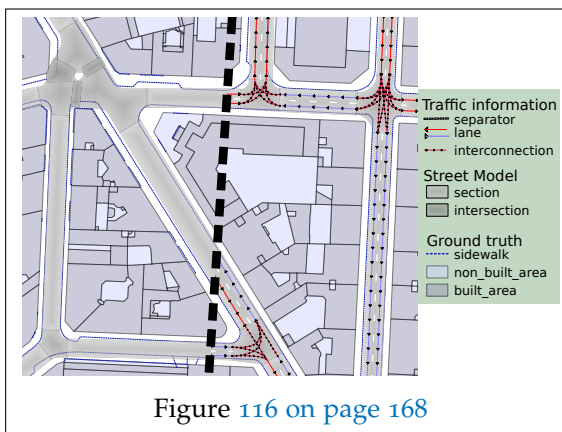 Traffic information
separator
lane
interconnection
Street Model
section
intersection
Ground truth
sidewalk
non_built_area
built_area
Figure 116 on page 168